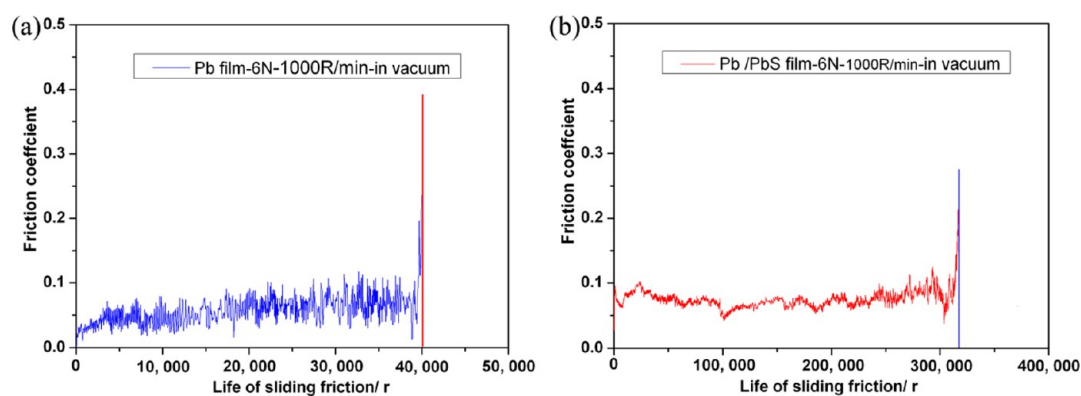 (a)
0.5
0.4
0.3
0.2
0.1
0.0
Friction coeffcient
Pb film-6N-1000R/min-in vacuum
0
10, 000
20, 000
30, 000
40, 000
50, 000
Life of sliding friction/ r
(b)
0.5
0.4
0.3
0.2
0.1
0.0
Friction coeffcient
Pb /PbS film-6N-1000R/min-in vacuum
0
100, 000
200, 000
300, 000
400, 000
Life of sliding friction/ r